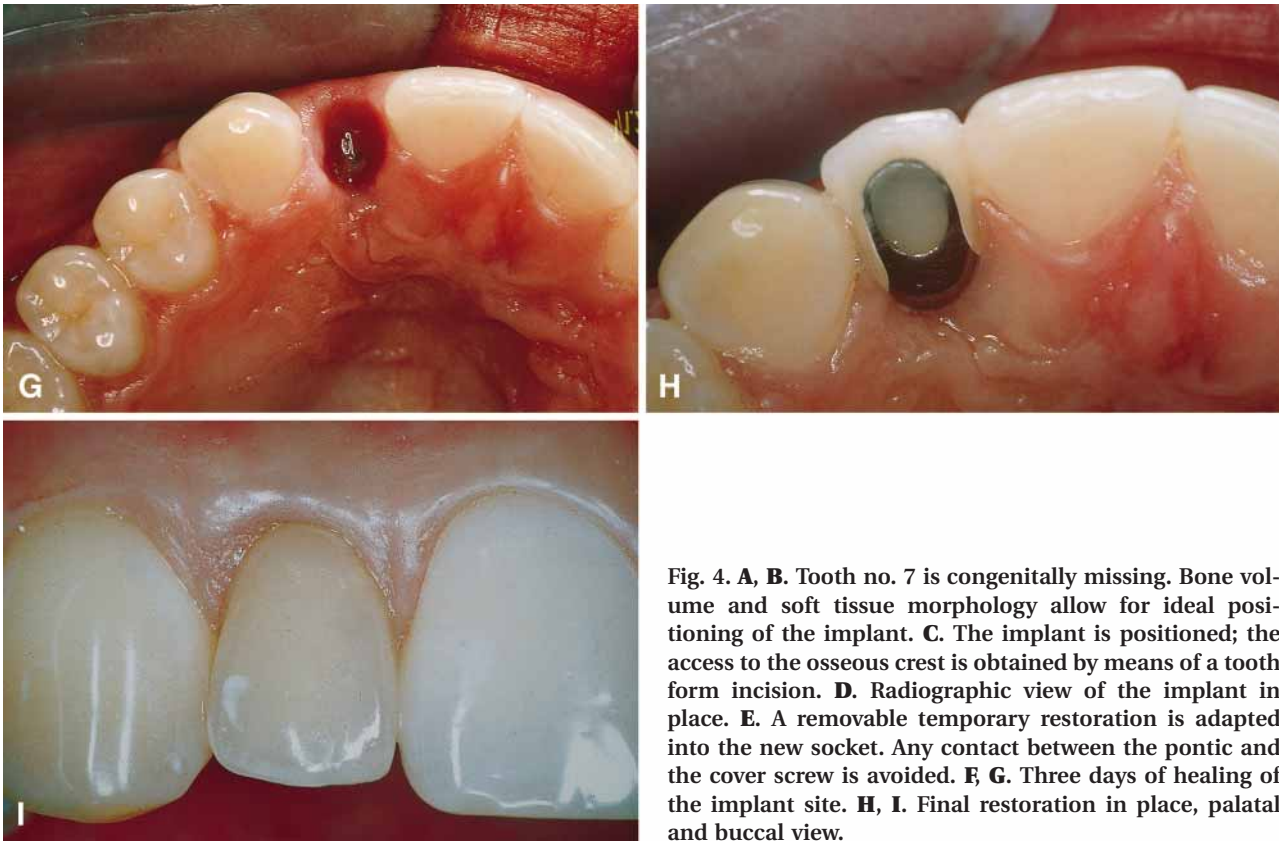 G
H
I
Fig. 4. A, B. Tooth no. 7 is congenitally missing. Bone vol-
ume and soft tissue morphology allow for ideal posi-
tioning of the implant. C. The implant is positioned; the
access to the osseous crest is obtained by means of a tooth
form incision. D. Radiographic view of the implant in
place. E. A removable temporary restoration is adapted
into the new socket. Any contact between the pontic and
the cover screw is avoided. F, G. Three days of healing of
the implant site. H, I. Final restoration in place, palatal
and buccal view.